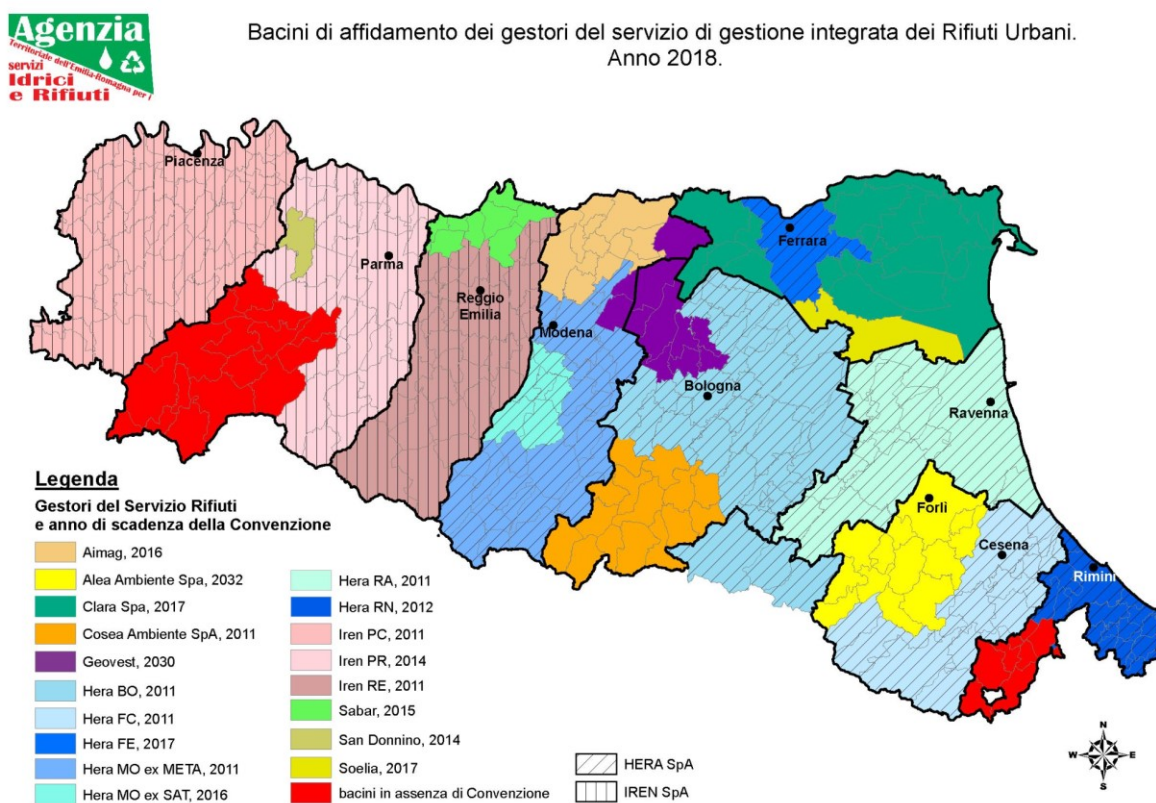 Agenzia
Territoriale dell'Emilia-Romagna per i
servizi
Idrici
e Rifiuti
Bacini di affidamento dei gestori del servizio di gestione integrata dei Rifiuti Urbani.
Anno 2018.
Piacenza
Parma
Reggio
Emilia
Modena
Ferrara
Bologna
Ravenna
Forli
Cesena
Rimini
Legenda
Gestori del Servizio Rifiuti
e anno di scadenza della Convenzione
Aimag, 2016
Alea Ambiente Spa, 2032
Clara Spa, 2017
Cosea Ambiente SpA, 2011
Geovest, 2030
Hera BO, 2011
Hera FC, 2011
Hera FE, 2017
Hera MO ex META, 2011
Hera MO ex SAT, 2016
Hera RA, 2011
Hera RN, 2012
Iren PC, 2011
Iren PR, 2014
Iren RE, 2011
Sabar, 2015
San Donnino, 2014
Soelia, 2017
bacini in assenza di Convenzione
HERA SpA
IREN SpA
N
W E
S